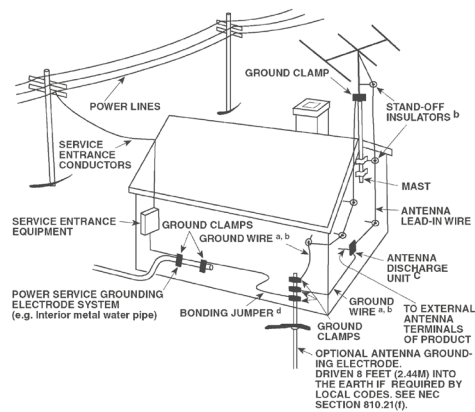 GROUND CLAMP
POWER LINES
STAND-OFF
INSULATORS b
SERVICE
ENTRANCE
CONDUCTORS
MAST
ANTENNA
LEAD-IN WIRE
SERVICE ENTRANCE
EQUIPMENT
GROUND CLAMPS
GROUND WIRE a, b
ANTENNA
DISCHARGE
UNIT C
POWER SERVICE GROUNDING
ELECTRODE SYSTEM
(e.g. Interior metal water pipe)
BONDING JUMPER d
GROUND
WIRE a, b
TO EXTERNAL
ANTENNA
TERMINALS
OF PRODUCT
GROUND
CLAMPS
OPTIONAL ANTENNA GROUND-
ING ELECTRODE.
DRIVEN 8 FEET (2.44M) INTO
THE EARTH IF REQUIRED BY
LOCAL CODES. SEE NEC
SECTION 810.21(f).